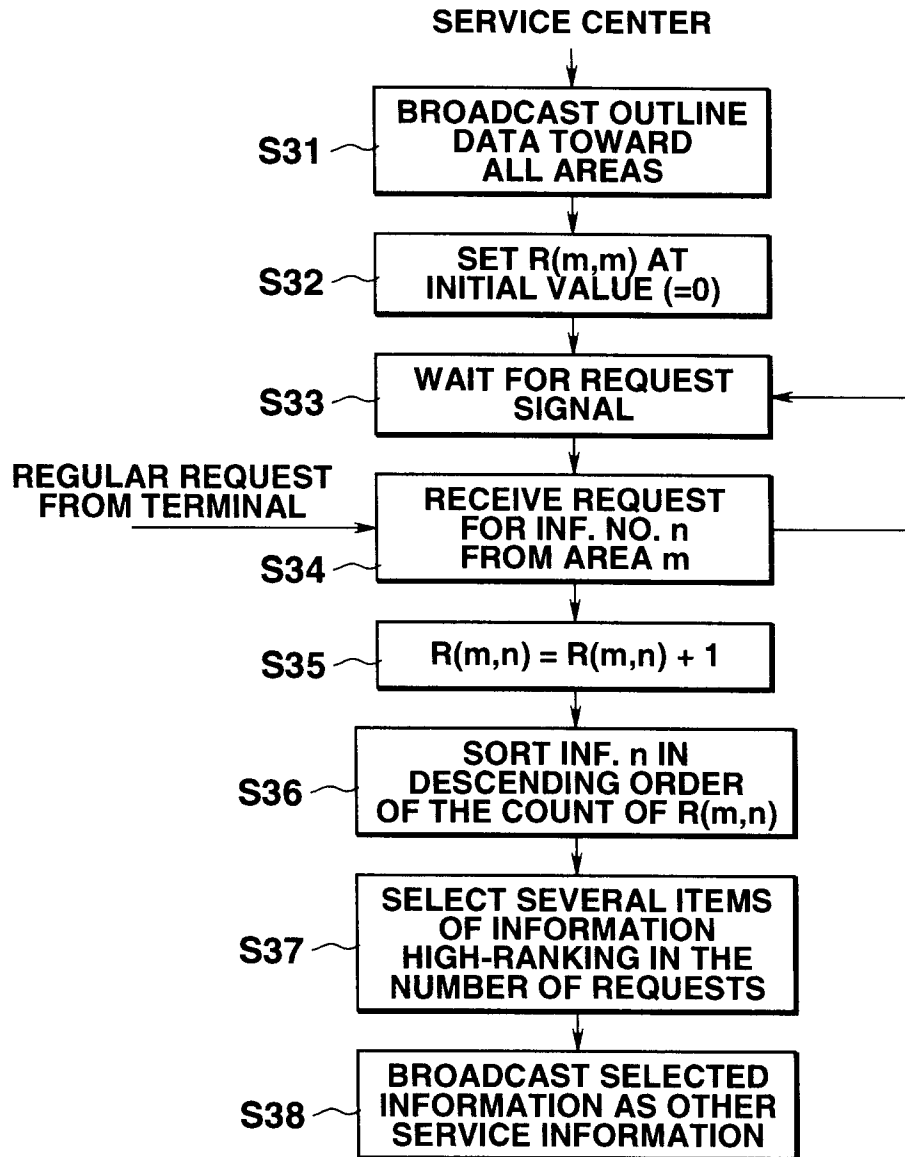 SERVICE CENTER
S31
BROADCAST OUTLINE
DATA TOWARD
ALL AREAS
S32
SET R(m,m) AT
INITIAL VALUE (=0)
S33
WAIT FOR REQUEST
SIGNAL
REGULAR REQUEST
FROM TERMINAL
S34
RECEIVE REQUEST
FOR INF. NO. n
FROM AREA m
S35
R(m,n) = R(m,n) + 1
S36
SORT INF. n IN
DESCENDING ORDER
OF THE COUNT OF R(m,n)
S37
SELECT SEVERAL ITEMS
OF INFORMATION
HIGH-RANKING IN THE
NUMBER OF REQUESTS
S38
BROADCAST SELECTED
INFORMATION AS OTHER
SERVICE INFORMATION